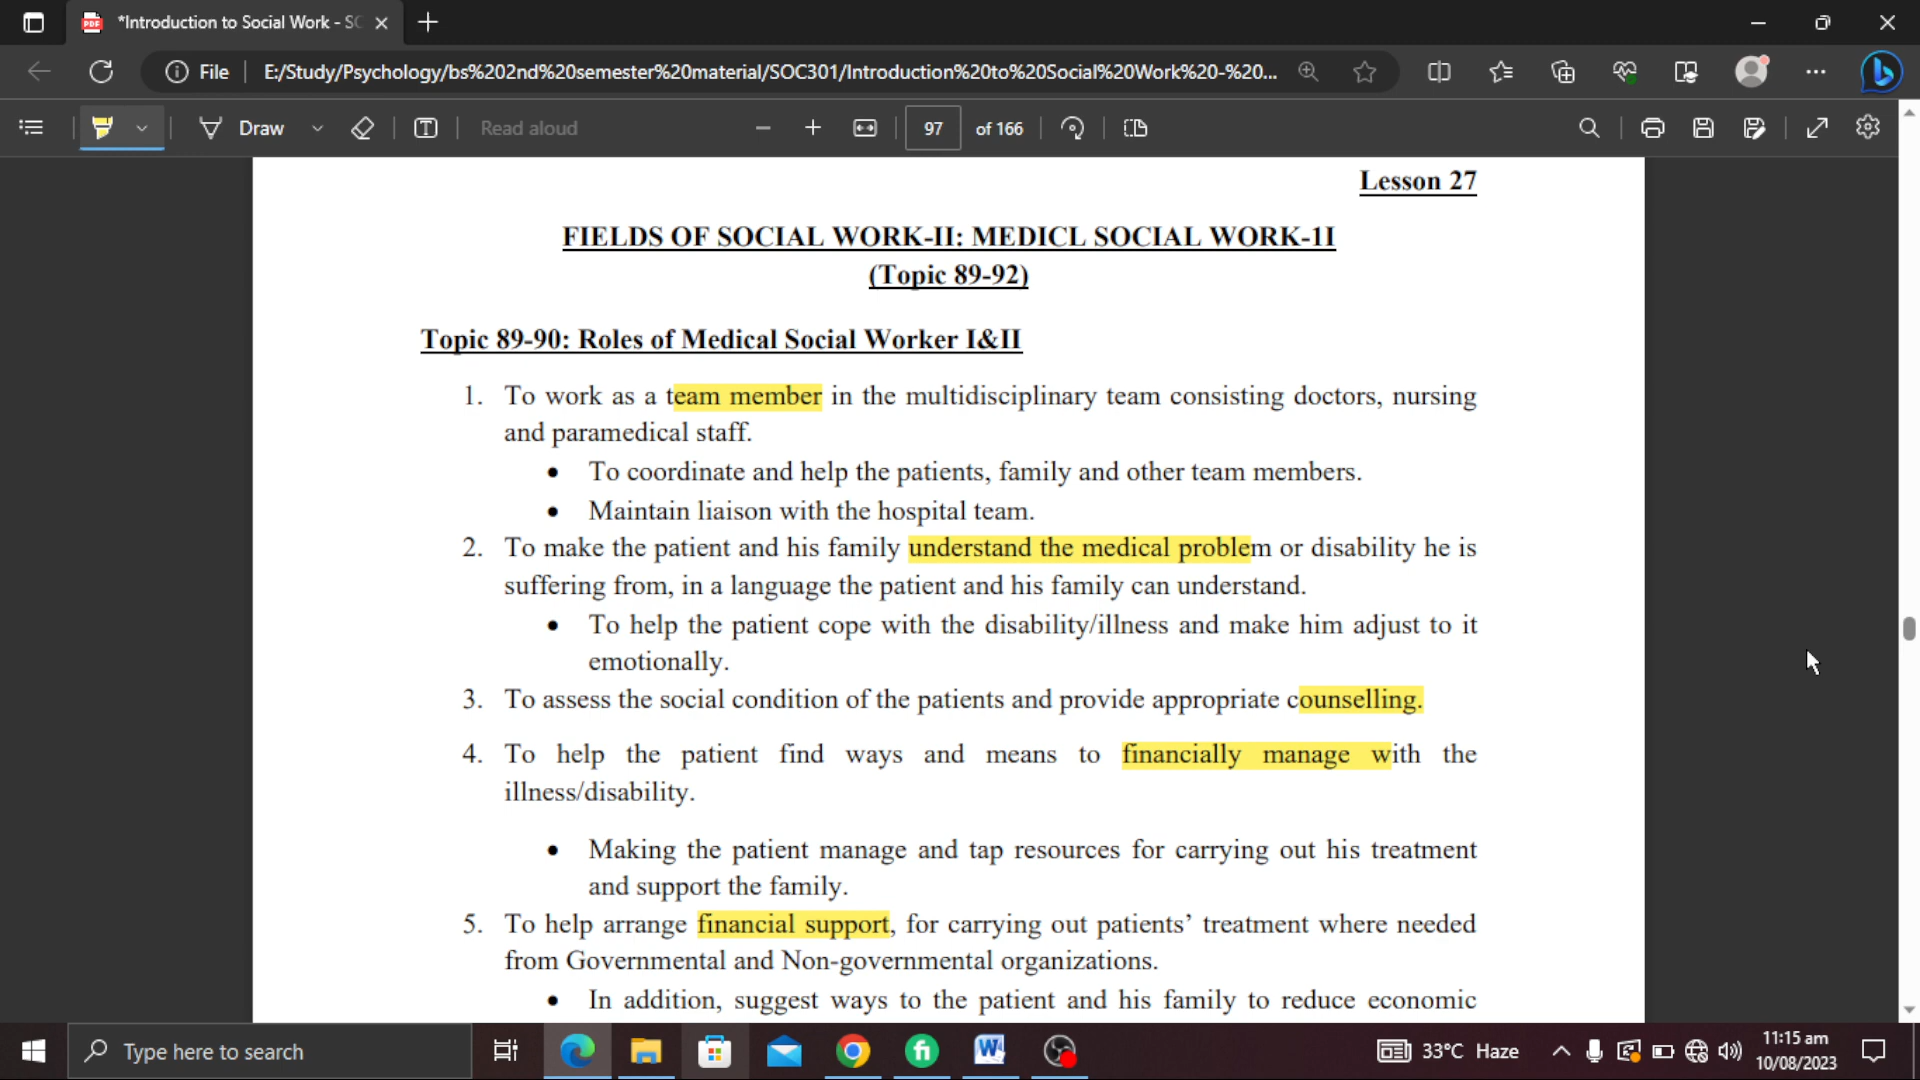 *Introduction to Social Work - SC
File
E:/Study/Psychology/bs%202nd%20semester%20material/SOC301/Introduction%20to%20Social%20Work%20-%20...
Draw
Read aloud
97
of 166
Lesson 27
FIELDS OF SOCIAL WORK-II: MEDICL SOCIAL WORK-1I
(Topic 89-92)
Topic 89-90: Roles of Medical Social Worker I&II
1. To work as a team member in the multidisciplinary team consisting doctors, nursing
and paramedical staff.
• To coordinate and help the patients, family and other team members.
• Maintain liaison with the hospital team.
2. To make the patient and his family understand the medical problem or disability he is
suffering from, in a language the patient and his family can understand.
• To help the patient cope with the disability/illness and make him adjust to it
emotionally.
3. To assess the social condition of the patients and provide appropriate counselling.
4. To help the patient find ways and means to financially manage with the
illness/disability.
• Making the patient manage and tap resources for carrying out his treatment
and support the family.
5. To help arrange financial support, for carrying out patients’ treatment where needed
from Governmental and Non-governmental organizations.
• In addition, suggest ways to the patient and his family to reduce economic
Type here to search
33°C Haze
11:15 am
10/08/2023